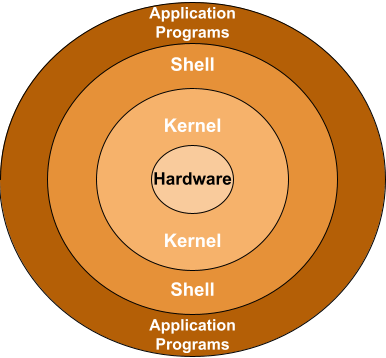 Application
Programs
Shell
Kernel
Hardware
Kernel
Shell
Application
Programs